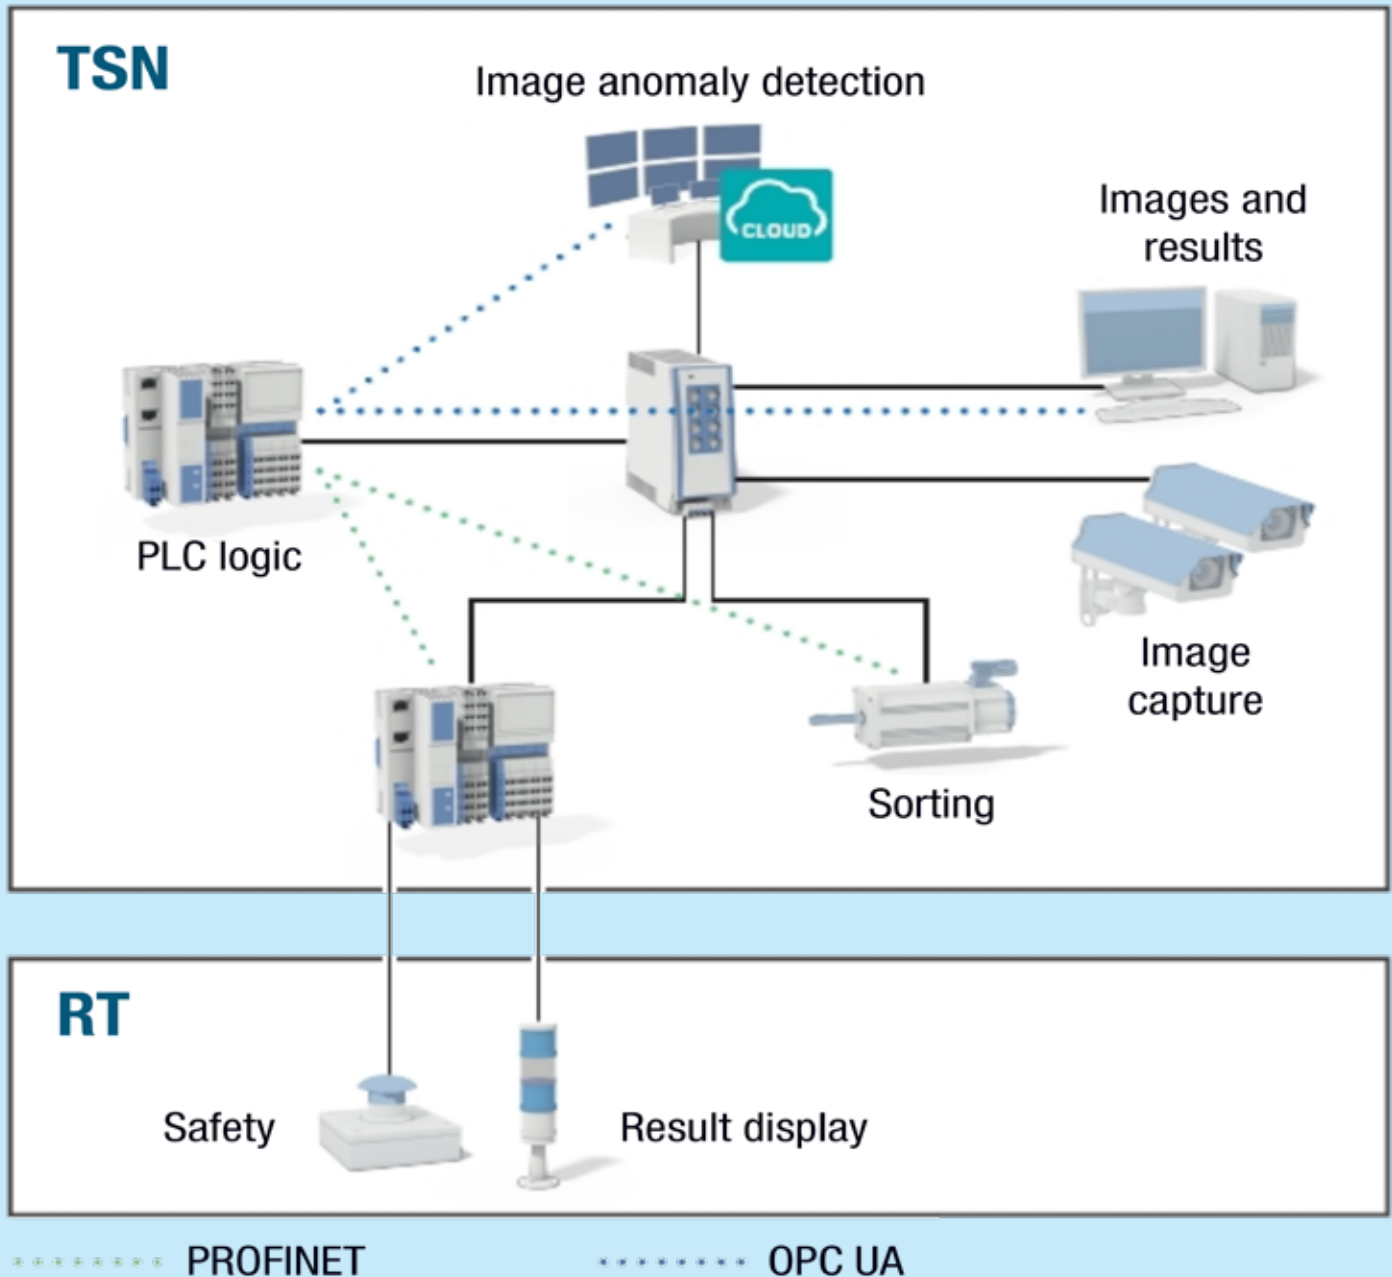 TSN
Image anomaly detection
CLOUD
Images and
results
PLC logic
Image
capture
Sorting
RT
Safety
Result display
PROFINET
OPC UA